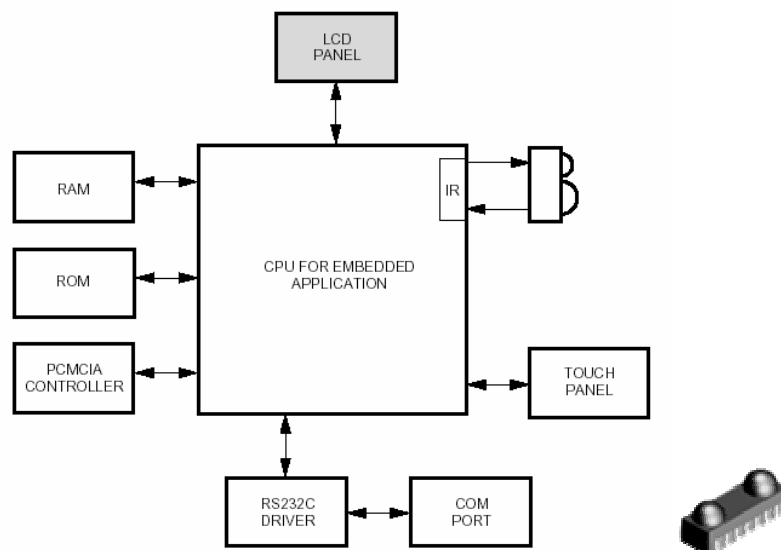 LCD
PANEL
RAM
IR
ROM
CPU FOR EMBEDDED
APPLICATION
PCMCIA
CONTROLLER
TOUCH
PANEL
RS232C
DRIVER
COM
PORT